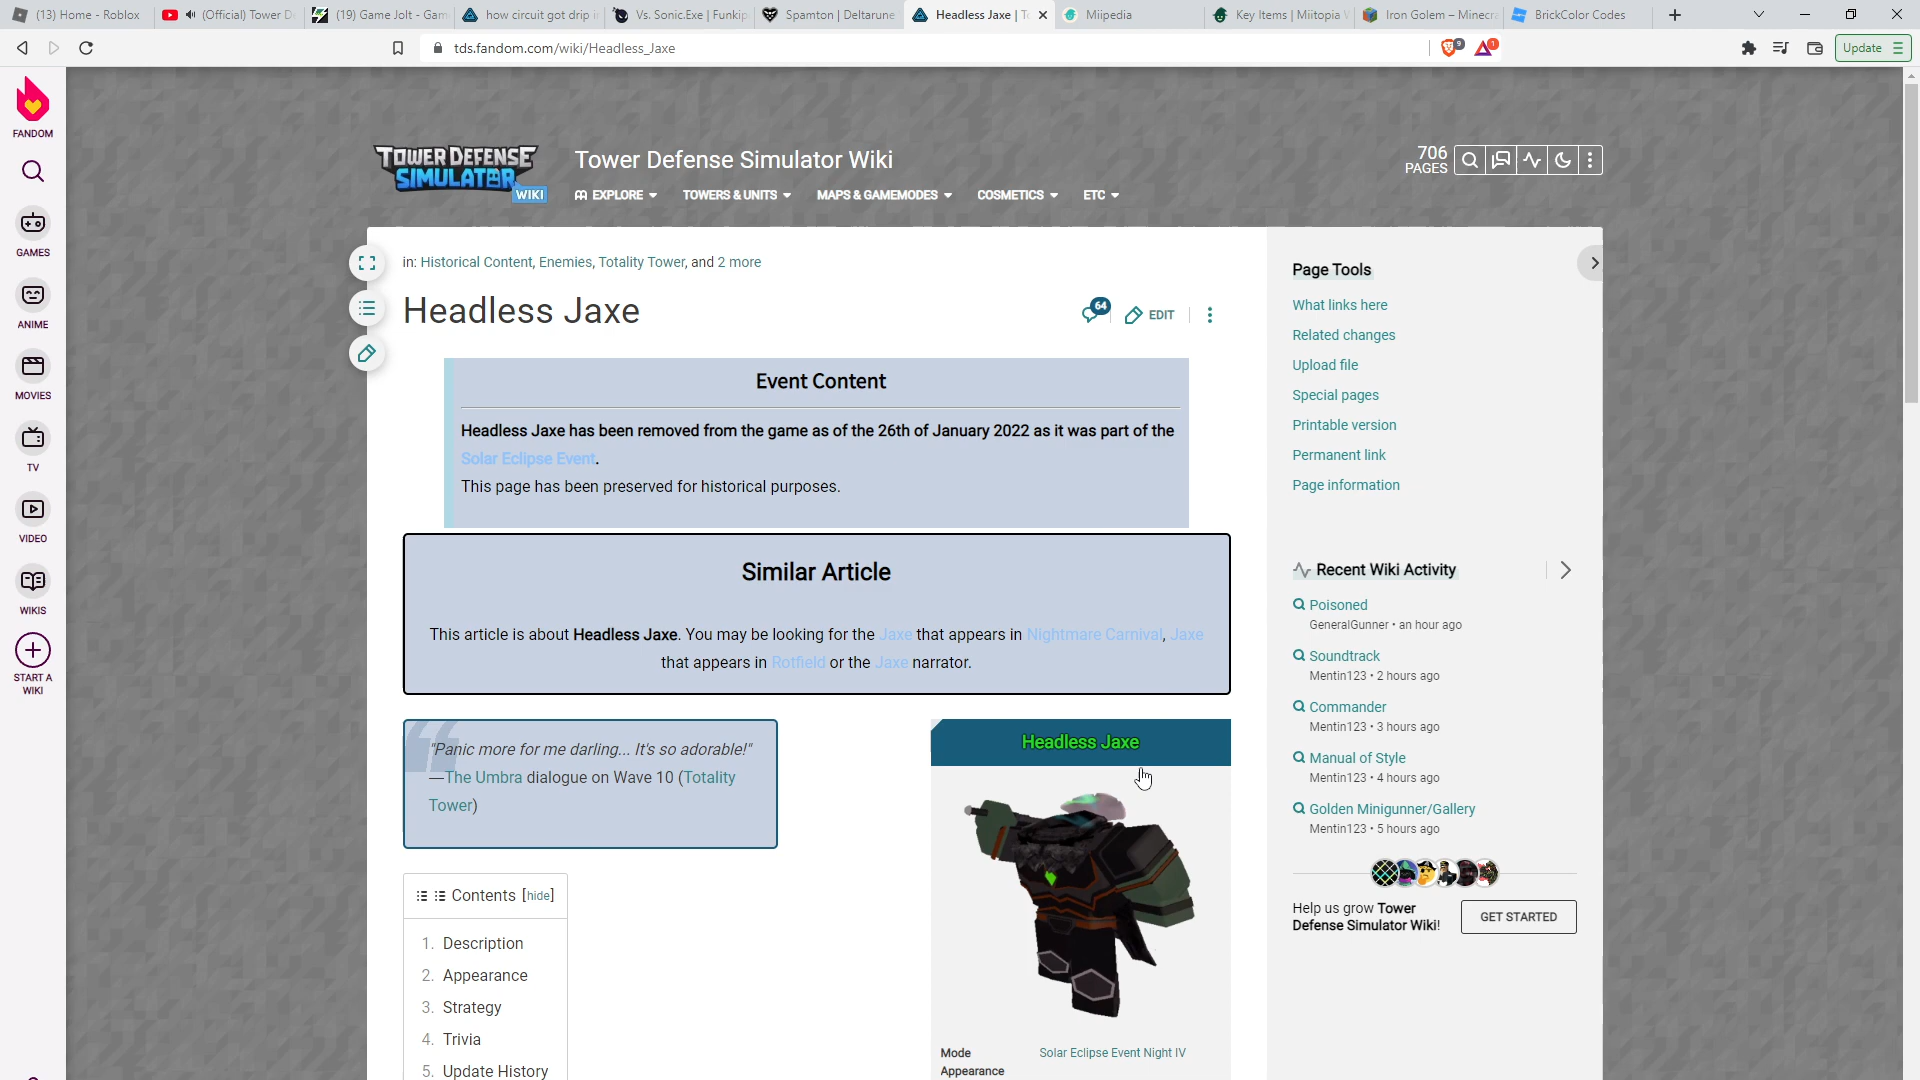 (13) Home - Roblox
(Official) Tower D
(19) Game Jolt - Gam
how circuit got drip i
Vs. Sonic.Exe | Funkip
Spamton | Deltarune
Headless Jaxe | T
Miipedia
Key Items | Miitopia
Iron Golem – Minecra
BrickColor Codes
tds.fandom.com/wiki/Headless_Jaxe
9
1
Update
FANDOM
GAMES
ANIME
MOVIES
TV
VIDEO
WIKIS
START A
WIKI
TOWER DEFENSE
SIMULATOR
WIKI
Tower Defense Simulator Wiki
EXPLORE
TOWERS & UNITS
MAPS & GAMEMODES
COSMETICS
ETC
706
PAGES
in: Historical Content, Enemies, Totality Tower, and 2 more
Headless Jaxe
64
EDIT
Event Content
Headless Jaxe has been removed from the game as of the 26th of January 2022 as it was part of the
Solar Eclipse Event.
This page has been preserved for historical purposes.
Similar Article
This article is about Headless Jaxe. You may be looking for the Jaxe that appears in Nightmare Carnival, Jaxe
that appears in Rotfield or the Jaxe narrator.
"Panic more for me darling... It's so adorable!"
—The Umbra dialogue on Wave 10 (Totality
Tower)
Contents [hide]
1. Description
2. Appearance
3. Strategy
4. Trivia
5. Update History
Headless Jaxe
Mode
Appearance
Solar Eclipse Event Night IV
Page Tools
What links here
Related changes
Upload file
Special pages
Printable version
Permanent link
Page information
Recent Wiki Activity
Poisoned
GeneralGunner • an hour ago
Soundtrack
Mentin123 • 2 hours ago
Commander
Mentin123 • 3 hours ago
Manual of Style
Mentin123 • 4 hours ago
Golden Minigunner/Gallery
Mentin123 • 5 hours ago
Help us grow Tower
Defense Simulator Wiki!
GET STARTED